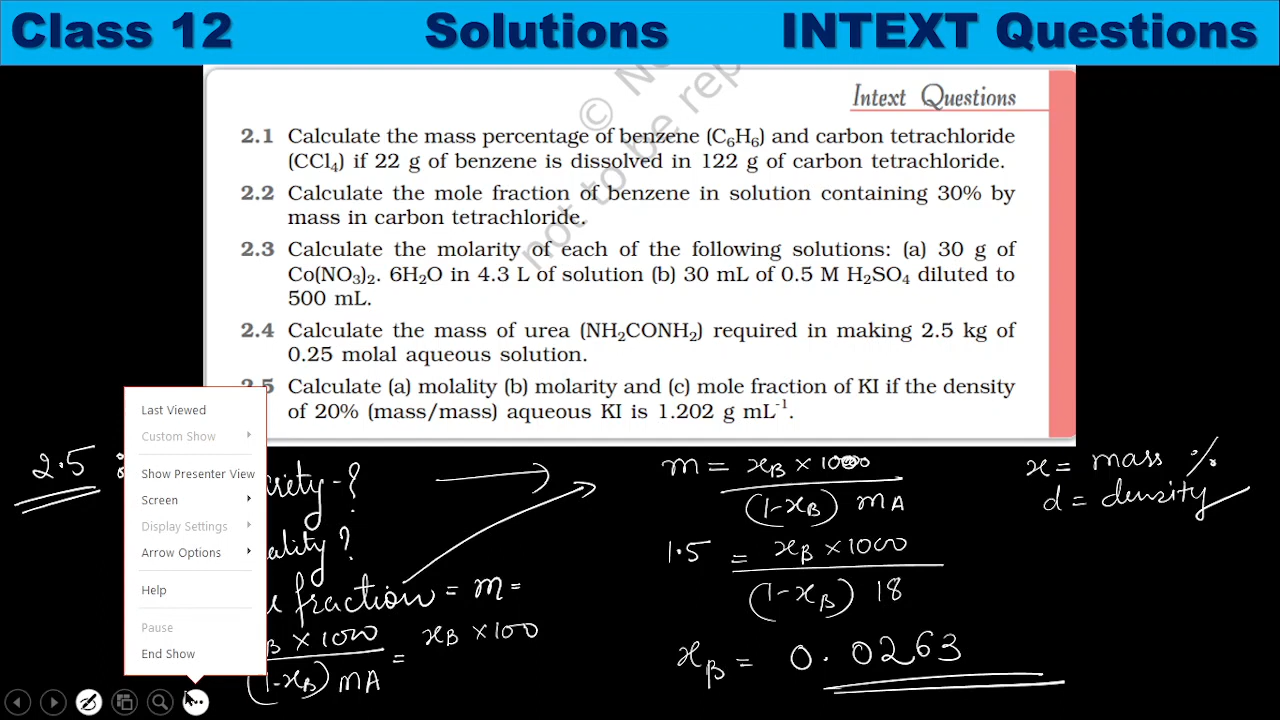 Class 12 Solutions INTEXT Questions
Intext Questions
2.1 Calculate the mass percentage of benzene (C₆H₆) and carbon tetrachloride
(CCl₄) if 22 g of benzene is dissolved in 122 g of carbon tetrachloride.
2.2 Calculate the mole fraction of benzene in solution containing 30% by
mass in carbon tetrachloride.
2.3 Calculate the molarity of each of the following solutions: (a) 30 g of
Co(NO₃)₂. 6H₂O in 4.3 L of solution (b) 30 mL of 0.5 M H₂SO₄ diluted to
500 mL.
2.4 Calculate the mass of urea (NH₂CONH₂) required in making 2.5 kg of
0.25 molal aqueous solution.
2.5 Calculate (a) molality (b) molarity and (c) mole fraction of KI if the density
of 20% (mass/mass) aqueous KI is 1.202 g mL⁻¹.
© 
not to be rep
Last Viewed
Custom Show
Show Presenter View
Screen
Display Settings
Arrow Options
Help
Pause
End Show
2.5 :
ality ?
fraction = m =
B × 1000 = xB × 100
(1-xB) mA
m = xB × 1000
(1-xB) mA
1.5 = xB × 1000
(1-xB) 18
xB = 0.0263
x = mass %
d = density